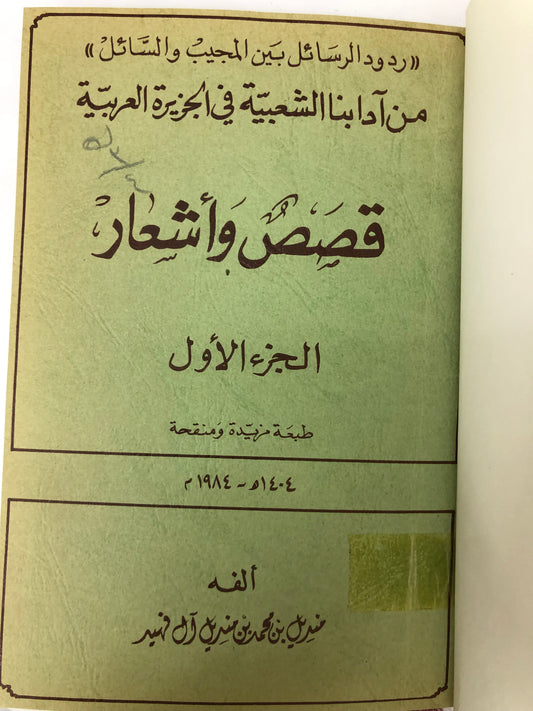 «ردود الرسائل بين المجيب والسائل»
من آدابنا الشعبية في الجزيرة العربية
قصصٌ وَأشعار
الجزء الأول
طبعة مزيدة ومنقحة
١٤٠٤هـ - ١٩٨٤م
ألفه
منديل بن محمد بن منديل آل فهيد